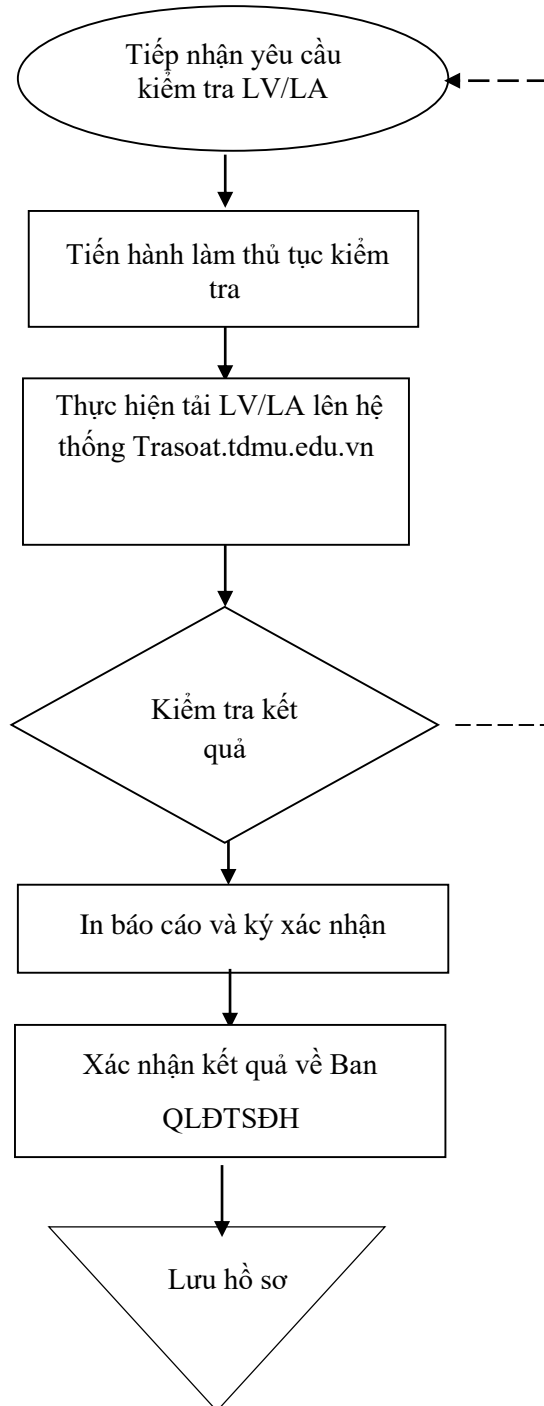 Tiếp nhận yêu cầu
kiểm tra LV/LA
Tiến hành làm thủ tục kiểm
tra
Thực hiện tải LV/LA lên hệ
thống Trasoat.tdmu.edu.vn
Kiểm tra kết
quả
In báo cáo và ký xác nhận
Xác nhận kết quả về Ban
QLĐTSĐH
Lưu hồ sơ